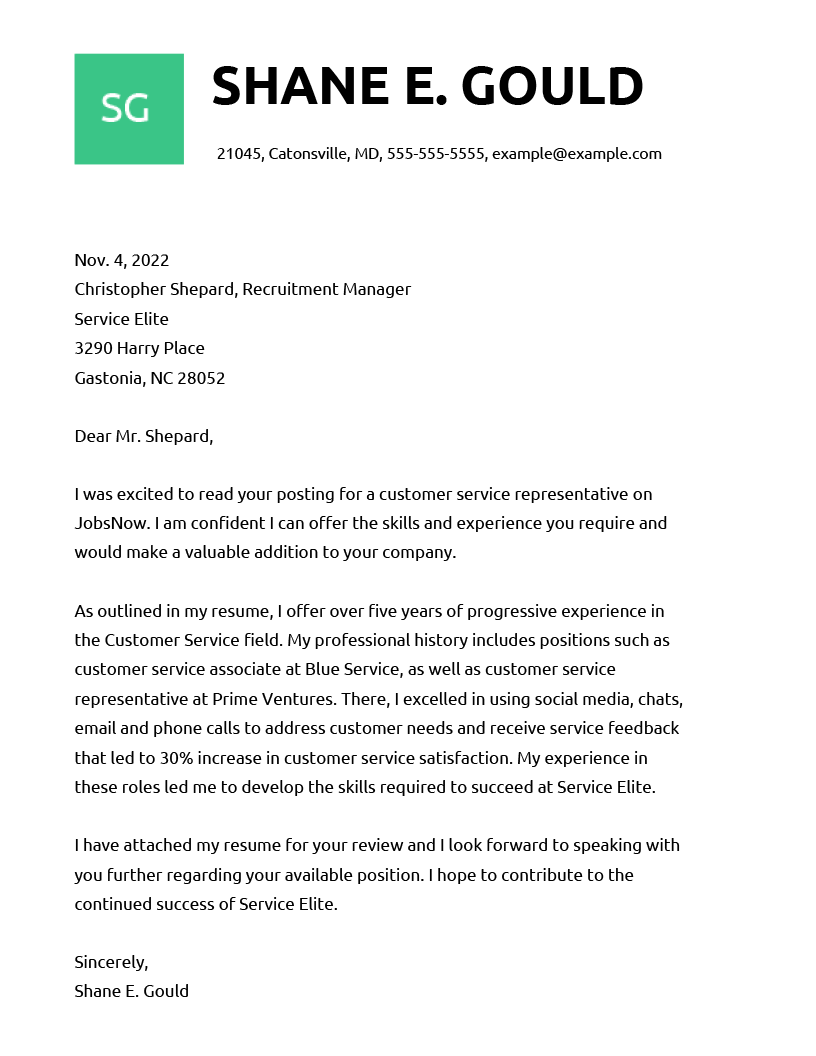 SG
SHANE E. GOULD
21045, Catonsville, MD, 555-555-5555, example@example.com
Nov. 4, 2022
Christopher Shepard, Recruitment Manager
Service Elite
3290 Harry Place
Gastonia, NC 28052
Dear Mr. Shepard,
I was excited to read your posting for a customer service representative on
JobsNow. I am confident I can offer the skills and experience you require and
would make a valuable addition to your company.
As outlined in my resume, I offer over five years of progressive experience in
the Customer Service field. My professional history includes positions such as
customer service associate at Blue Service, as well as customer service
representative at Prime Ventures. There, I excelled in using social media, chats,
email and phone calls to address customer needs and receive service feedback
that led to 30% increase in customer service satisfaction. My experience in
these roles led me to develop the skills required to succeed at Service Elite.
I have attached my resume for your review and I look forward to speaking with
you further regarding your available position. I hope to contribute to the
continued success of Service Elite.
Sincerely,
Shane E. Gould